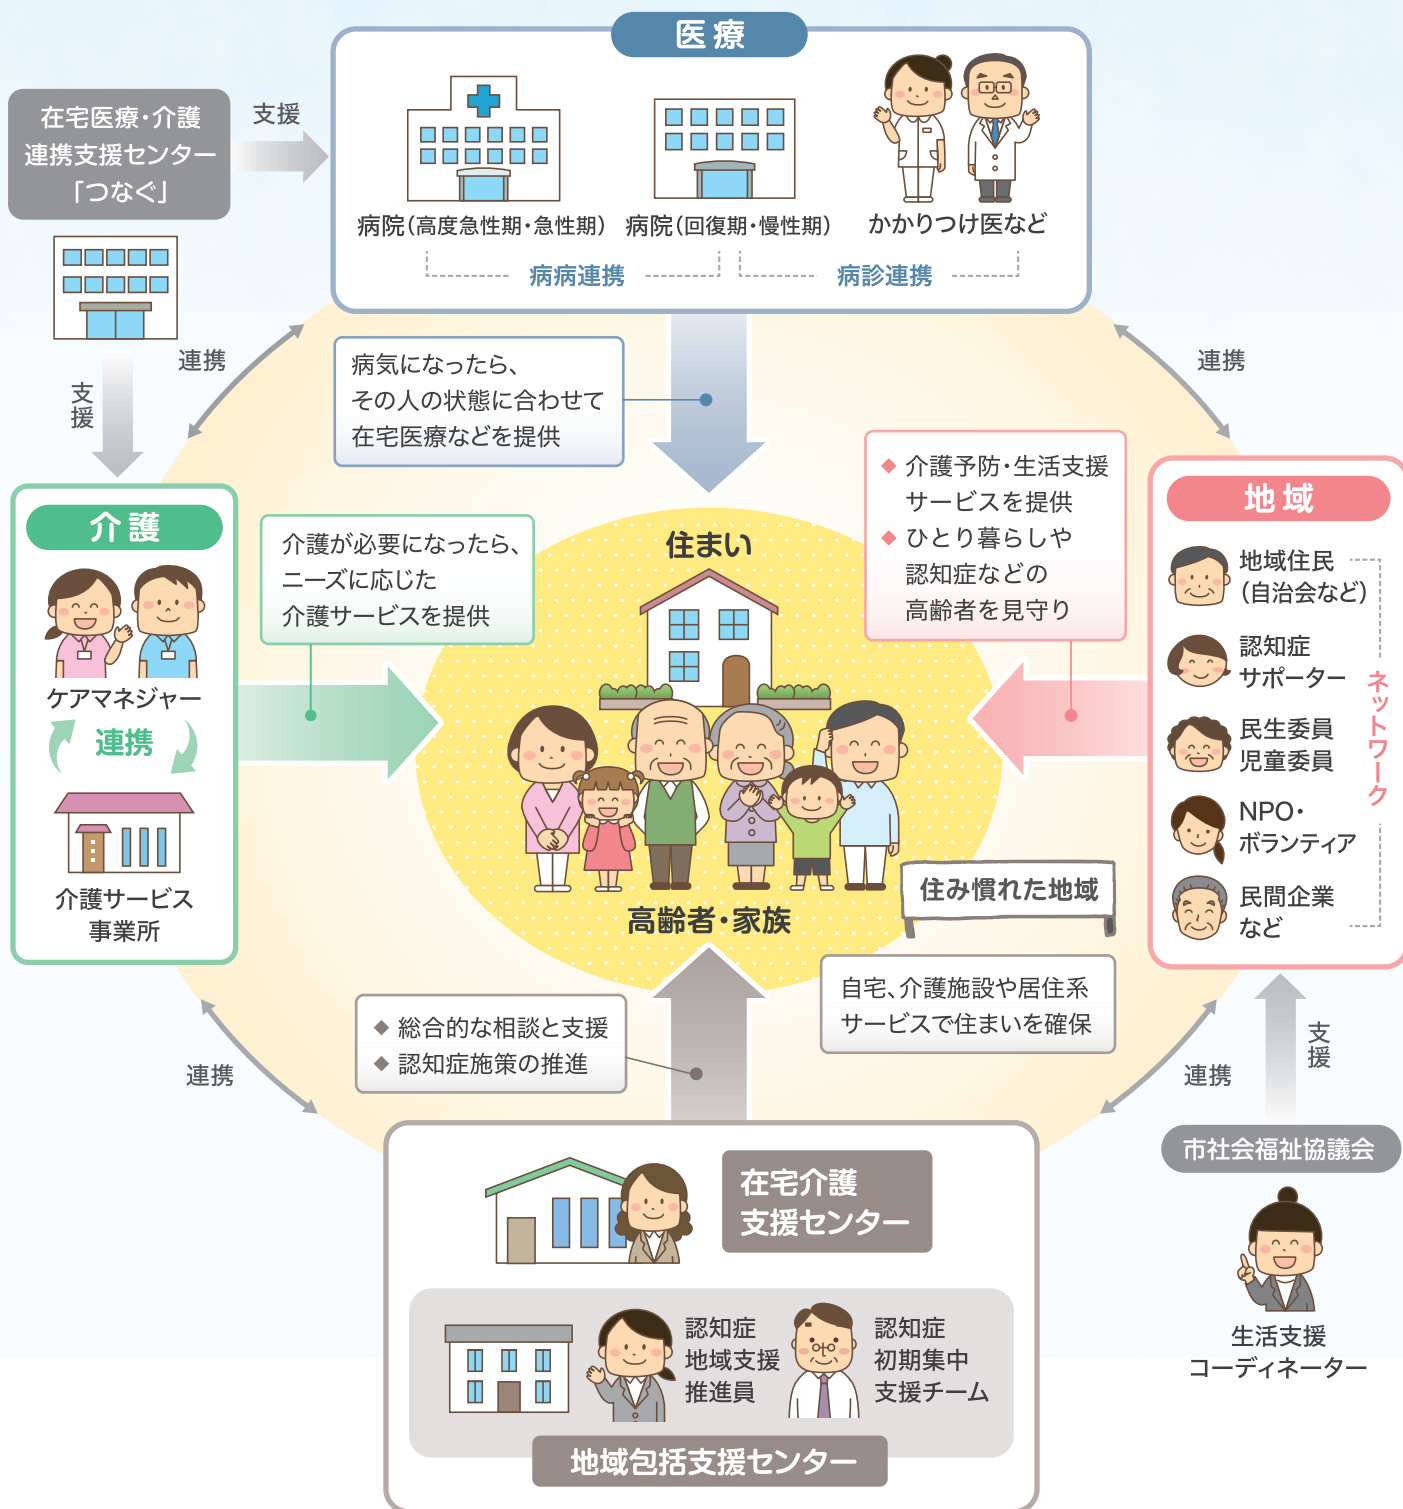 医療
在宅医療・介護
連携支援センター
「つなぐ」
支援
病院（高度急性期・急性期）
病院（回復期・慢性期）
かかりつけ医など
病病連携
病診連携
支援
連携
連携
病気になったら、
その人の状態に合わせて
在宅医療などを提供
介護
ケアマネジャー
連携
介護サービス
事業所
介護が必要になったら、
ニーズに応じた
介護サービスを提供
住まい
高齢者・家族
住み慣れた地域
◆ 介護予防・生活支援
サービスを提供
◆ ひとり暮らしや
認知症などの
高齢者を見守り
地域
地域住民
（自治会など）
認知症
サポーター
民生委員
児童委員
NPO・
ボランティア
民間企業
など
ネットワーク
自宅、介護施設や居住系
サービスで住まいを確保
◆ 総合的な相談と支援
◆ 認知症施策の推進
連携
連携
支援
市社会福祉協議会
生活支援
コーディネーター
在宅介護
支援センター
認知症
地域支援
推進員
認知症
初期集中
支援チーム
地域包括支援センター